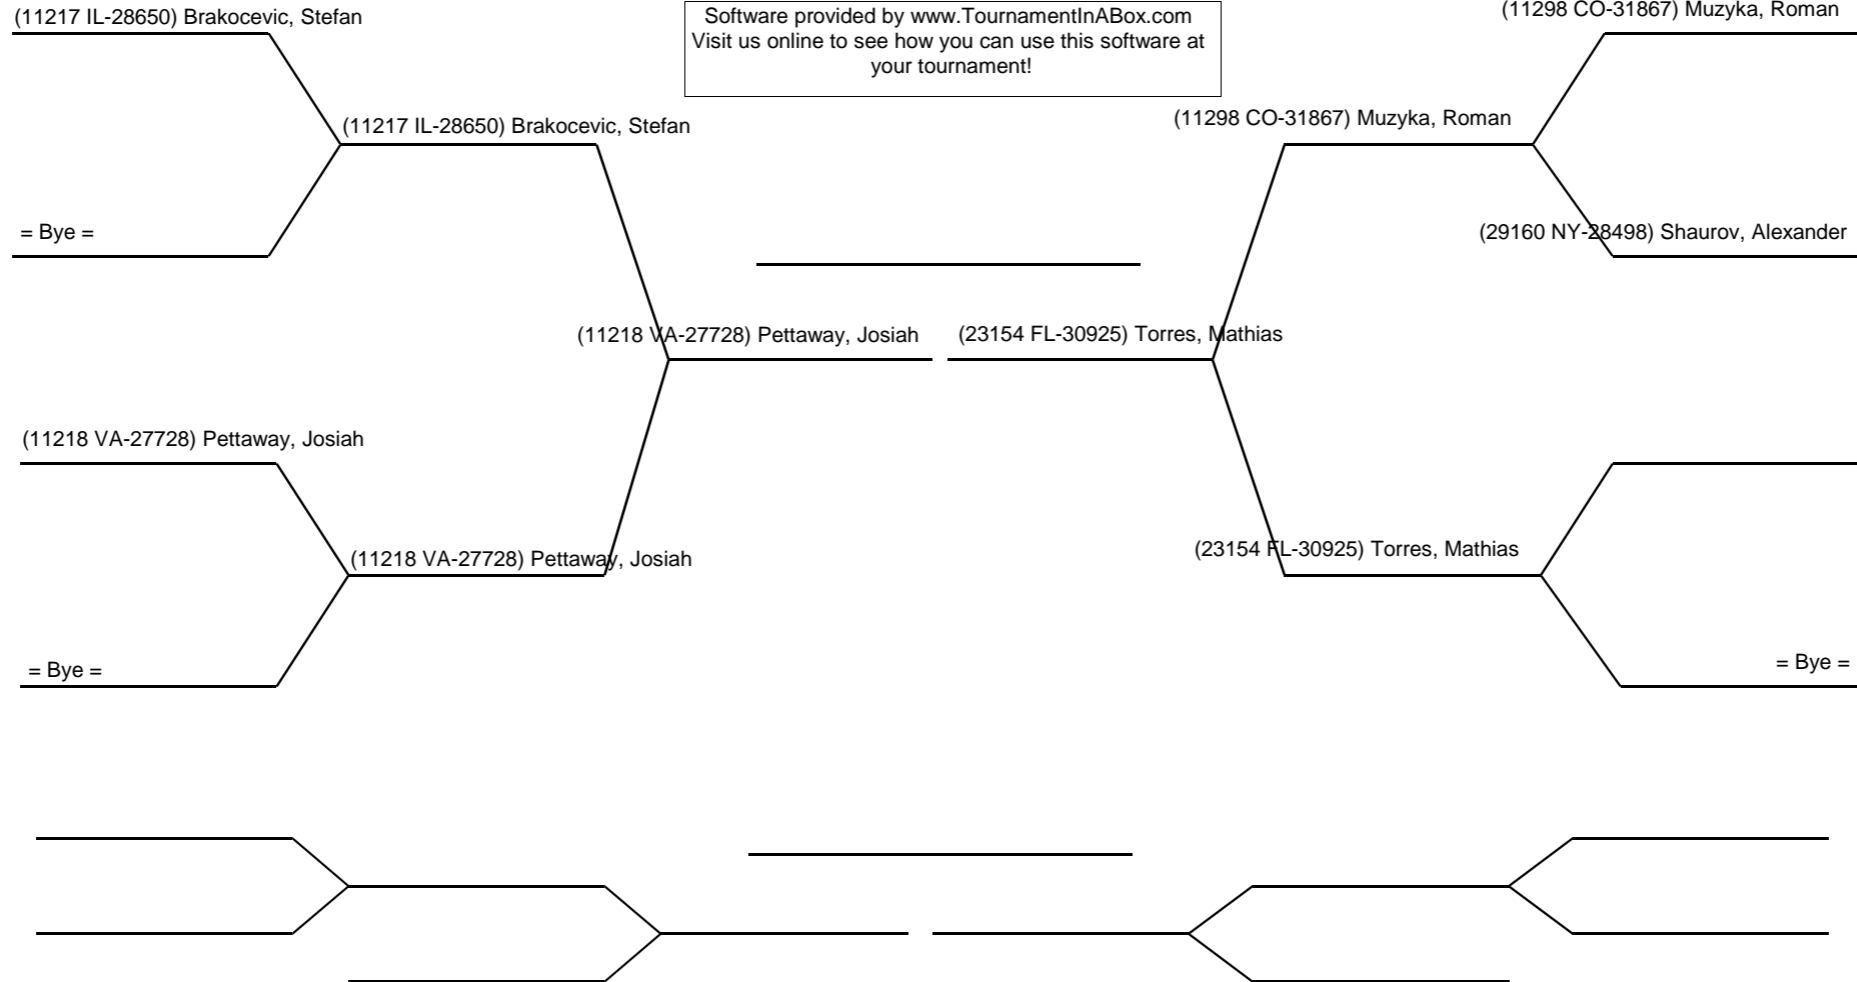 (11217 IL-28650) Brakocevic, Stefan
Software provided by www.TournamentInABox.com
Visit us online to see how you can use this software at
your tournament!
(11298 CO-31867) Muzyka, Roman
(11217 IL-28650) Brakocevic, Stefan
(11298 CO-31867) Muzyka, Roman
= Bye =
(29160 NY-28498) Shaurov, Alexander
(11218 VA-27728) Pettaway, Josiah
(23154 FL-30925) Torres, Mathias
(11218 VA-27728) Pettaway, Josiah
(11218 VA-27728) Pettaway, Josiah
(23154 FL-30925) Torres, Mathias
= Bye =
= Bye =